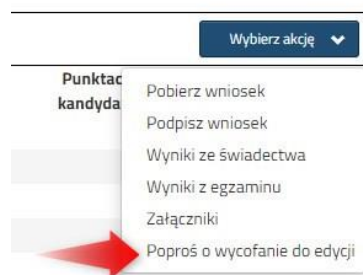 Wybierz akcję
Punktac
kandyda
Pobierz wniosek
Podpisz wniosek
Wyniki ze świadectwa
Wyniki z egzaminu
Załączniki
Poproś o wycofanie do edycji